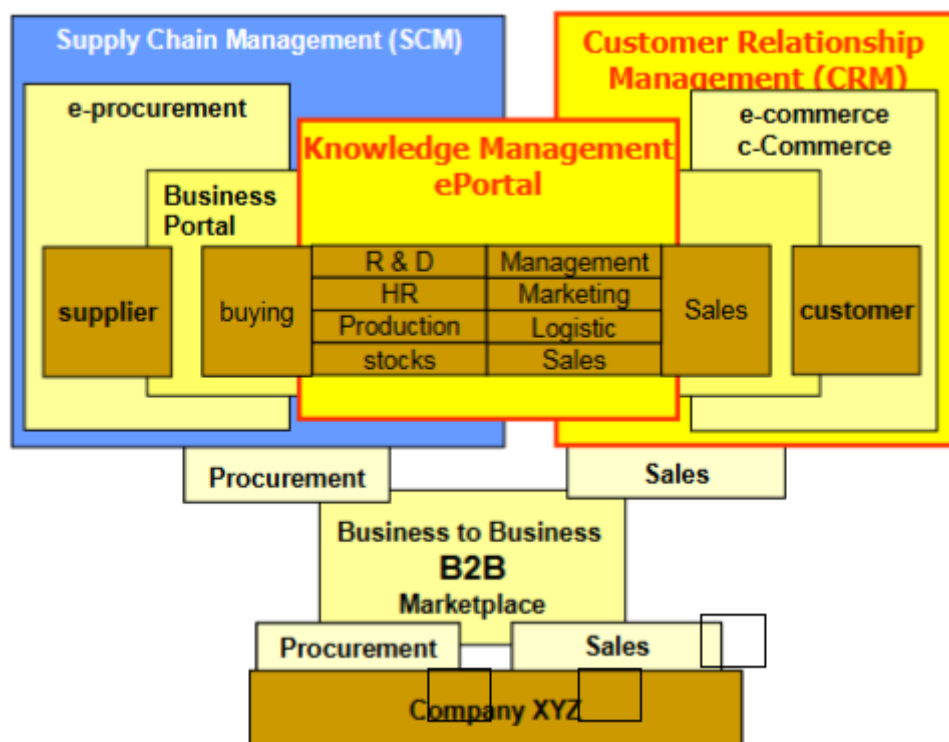 Supply Chain Management (SCM)
Customer Relationship
Management (CRM)
e-procurement
e-commerce
c-Commerce
Knowledge Management
ePortal
Business
Portal
supplier
buying
R & D
Management
HR
Marketing
Production
Logistic
stocks
Sales
Sales
customer
Procurement
Sales
Business to Business
B2B
Marketplace
Procurement
Sales
Company XYZ